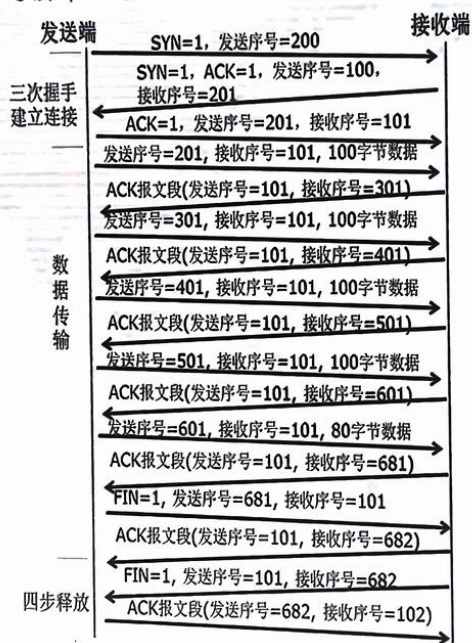 发送端
接收端
SYN=1，发送序号=200
SYN=1，ACK=1，发送序号=100，
接收序号=201
三次握手
建立连接
ACK=1，发送序号=201，接收序号=101
发送序号=201, 接收序号=101, 100字节数据
ACK报文段(发送序号=101, 接收序号=301)
发送序号=301, 接收序号=101, 100字节数据
ACK报文段(发送序号=101, 接收序号=401)
发送序号=401, 接收序号=101, 100字节数据
数据传输
ACK报文段(发送序号=101, 接收序号=501)
发送序号=501, 接收序号=101, 100字节数据
ACK报文段(发送序号=101, 接收序号=601)
发送序号=601, 接收序号=101, 80字节数据
ACK报文段(发送序号=101, 接收序号=681)
FIN=1, 发送序号=681, 接收序号=101
ACK报文段(发送序号=101, 接收序号=682)
FIN=1, 发送序号=101, 接收序号=682
四步释放
ACK报文段(发送序号=682, 接收序号=102)